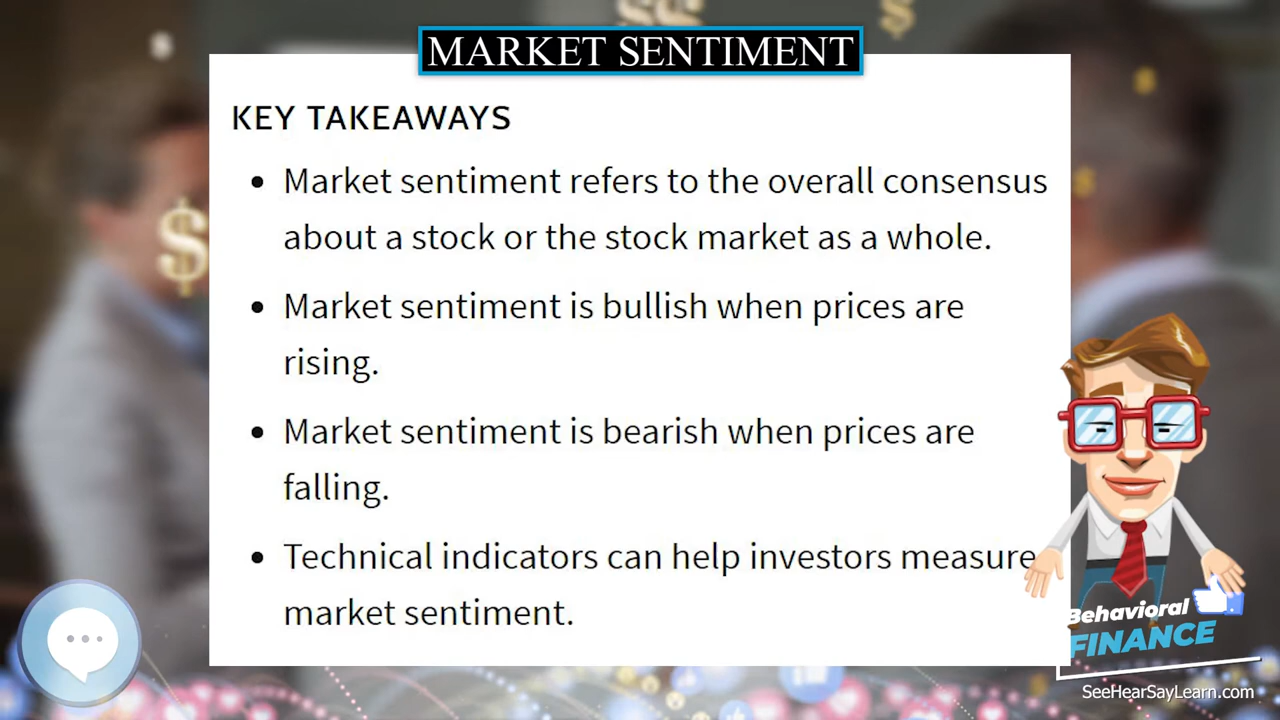 MARKET SENTIMENT
KEY TAKEAWAYS
• Market sentiment refers to the overall consensus
about a stock or the stock market as a whole.
• Market sentiment is bullish when prices are
rising.
• Market sentiment is bearish when prices are
falling.
• Technical indicators can help investors measure
market sentiment.
Behavioral
FINANCE
SeeHearSayLearn.com